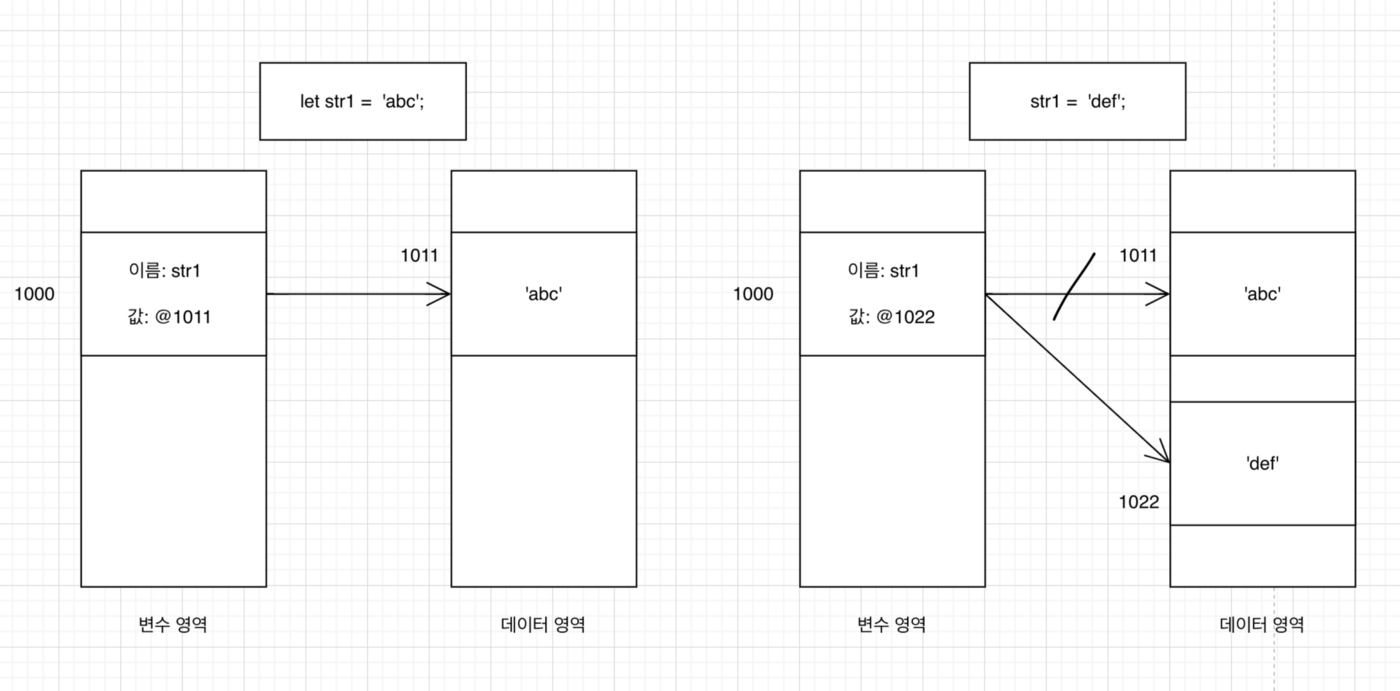 let str1 = 'abc';
1000
이름: str1
값: @1011
1011
'abc'
변수 영역
데이터 영역
str1 = 'def';
1000
이름: str1
값: @1022
1011
'abc'
'def'
1022
변수 영역
데이터 영역